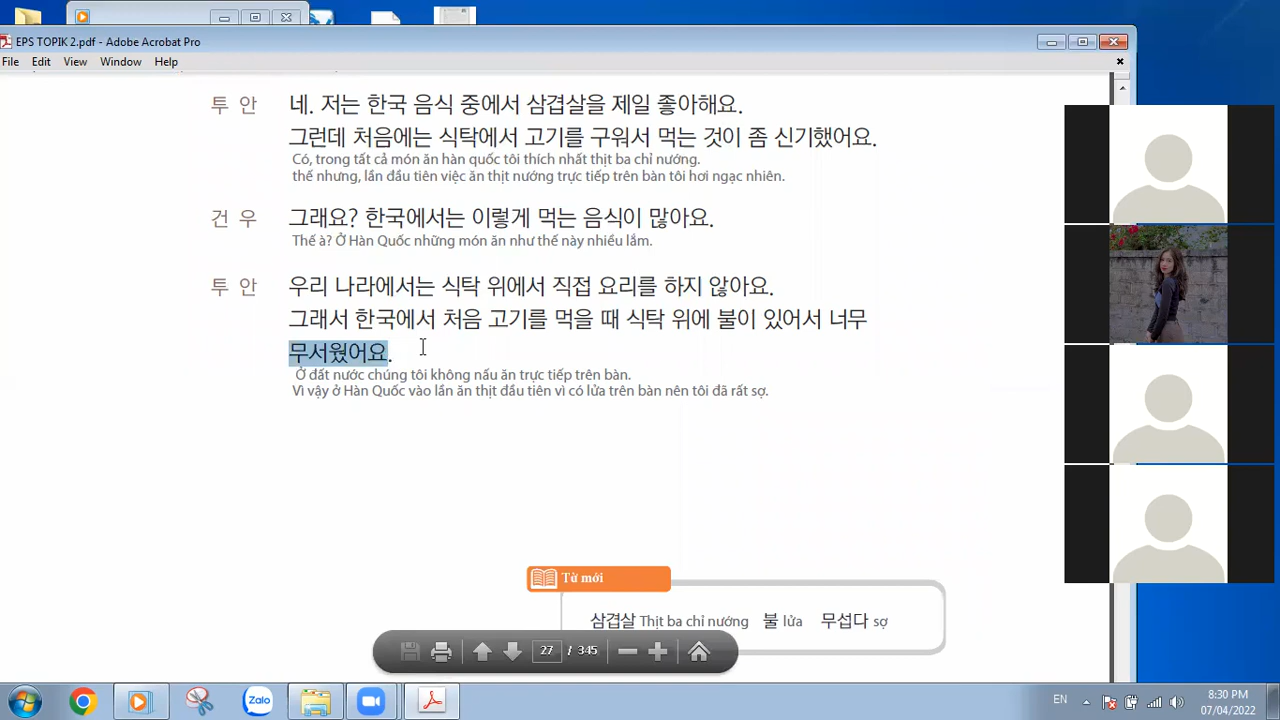 EPS TOPIK 2.pdf - Adobe Acrobat Pro
File Edit View Window Help
투 안 네. 저는 한국 음식 중에서 삼겹살을 제일 좋아해요.
그런데 처음에는 식탁에서 고기를 구워서 먹는 것이 좀 신기했어요.
Có, trong tất cả món ăn hàn quốc tôi thích nhất thịt ba chỉ nướng.
thế nhưng, lần đầu tiên việc ăn thịt nướng trực tiếp trên bàn tôi hơi ngạc nhiên.
건 우 그래요? 한국에서는 이렇게 먹는 음식이 많아요.
Thế à? Ở Hàn Quốc những món ăn như thế này nhiều lắm.
투 안 우리 나라에서는 식탁 위에서 직접 요리를 하지 않아요.
그래서 한국에서 처음 고기를 먹을 때 식탁 위에 불이 있어서 너무
무서웠어요.
Ở đất nước chúng tôi không nấu ăn trực tiếp trên bàn.
Vì vậy ở Hàn Quốc vào lần ăn thịt đầu tiên vì có lửa trên bàn nên tôi đã rất sợ.
Từ mới
삼겹살 Thịt ba chỉ nướng 불 lửa 무섭다 sợ
27 / 345
Zalo
EN
8:30 PM
07/04/2022